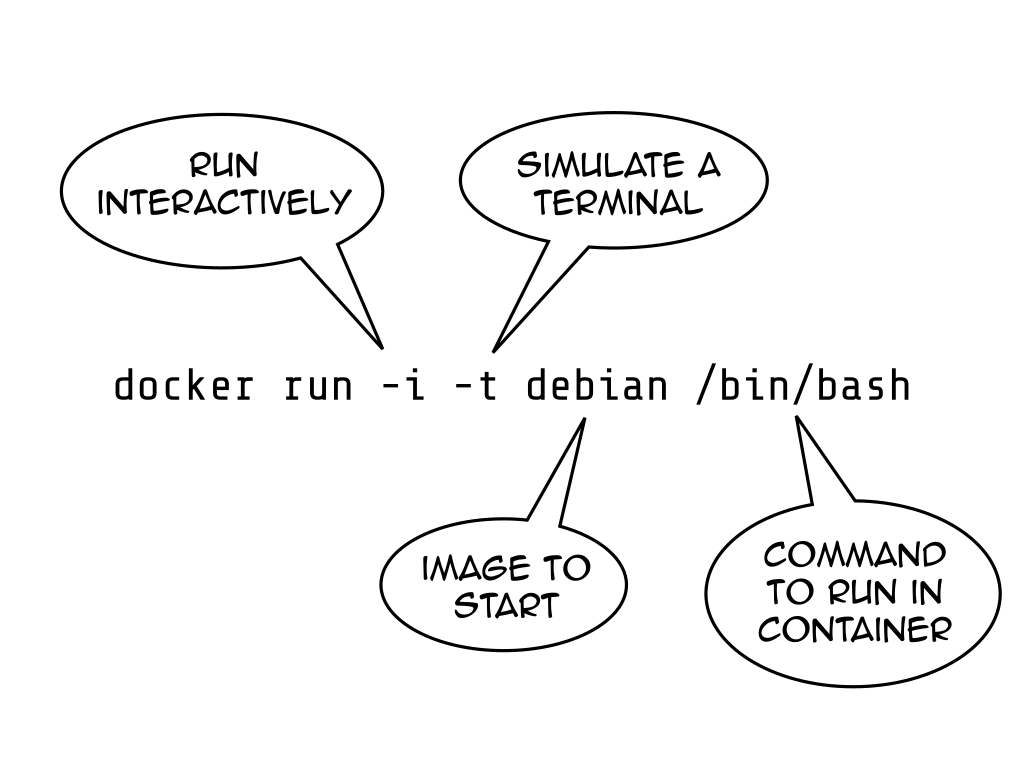 RUN
INTERACTIVELY
SIMULATE A
TERMINAL
docker run -i -t debian /bin/bash
IMAGE TO
START
COMMAND
TO RUN IN
CONTAINER